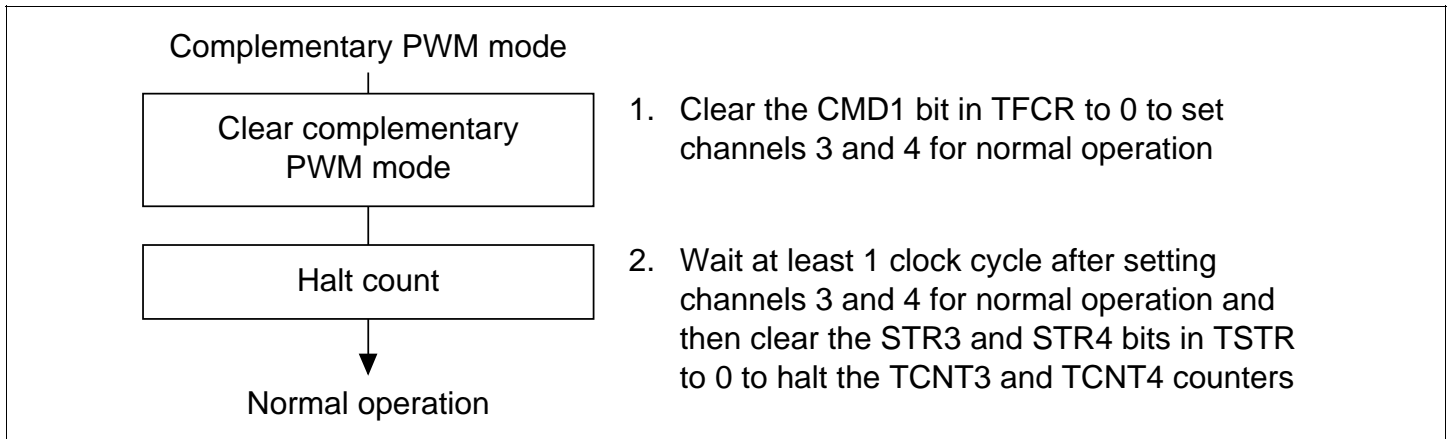 Complementary PWM mode
Clear complementary
PWM mode
1. Clear the CMD1 bit in TFCR to 0 to set
channels 3 and 4 for normal operation
Halt count
2. Wait at least 1 clock cycle after setting
channels 3 and 4 for normal operation and
then clear the STR3 and STR4 bits in TSTR
to 0 to halt the TCNT3 and TCNT4 counters
Normal operation